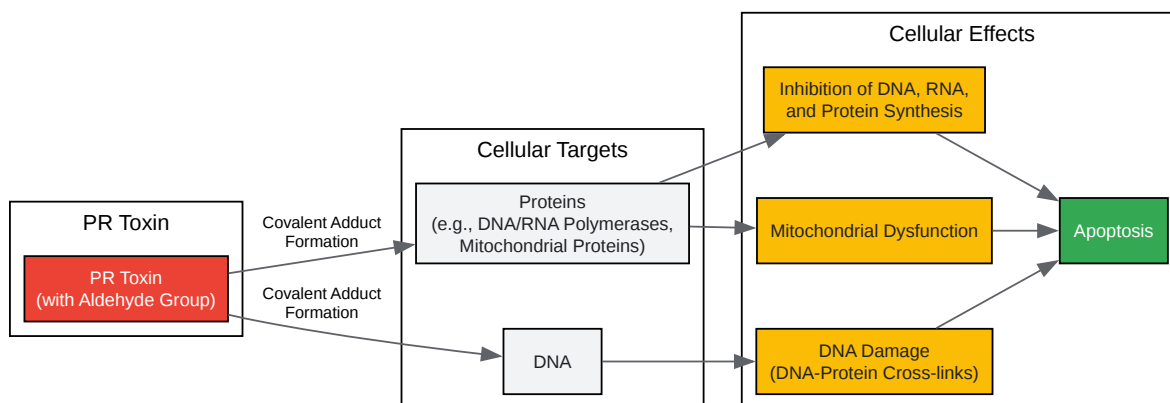 PR Toxin
PR Toxin
(with Aldehyde Group)
Covalent Adduct
Formation
Covalent Adduct
Formation
Cellular Targets
Proteins
(e.g., DNA/RNA Polymerases,
Mitochondrial Proteins)
DNA
Cellular Effects
Inhibition of DNA, RNA,
and Protein Synthesis
Mitochondrial Dysfunction
DNA Damage
(DNA-Protein Cross-links)
Apoptosis